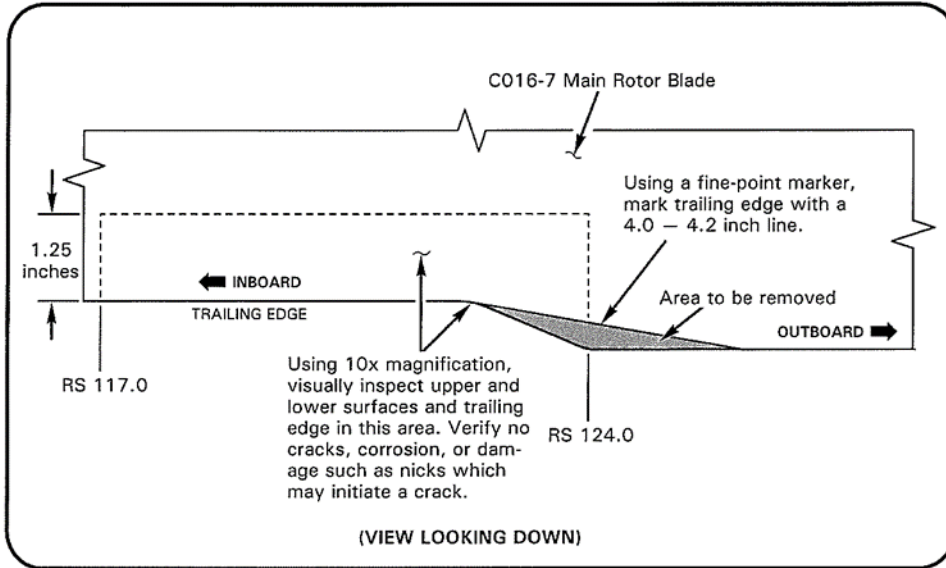 C016-7 Main Rotor Blade
Using a fine-point marker,
mark trailing edge with a
4.0 — 4.2 inch line.
1.25
inches
INBOARD
TRAILING EDGE
Area to be removed
OUTBOARD
RS 117.0
Using 10x magnification,
visually inspect upper and
lower surfaces and trailing
edge in this area. Verify no
cracks, corrosion, or dam-
age such as nicks which
may initiate a crack.
RS 124.0
(VIEW LOOKING DOWN)